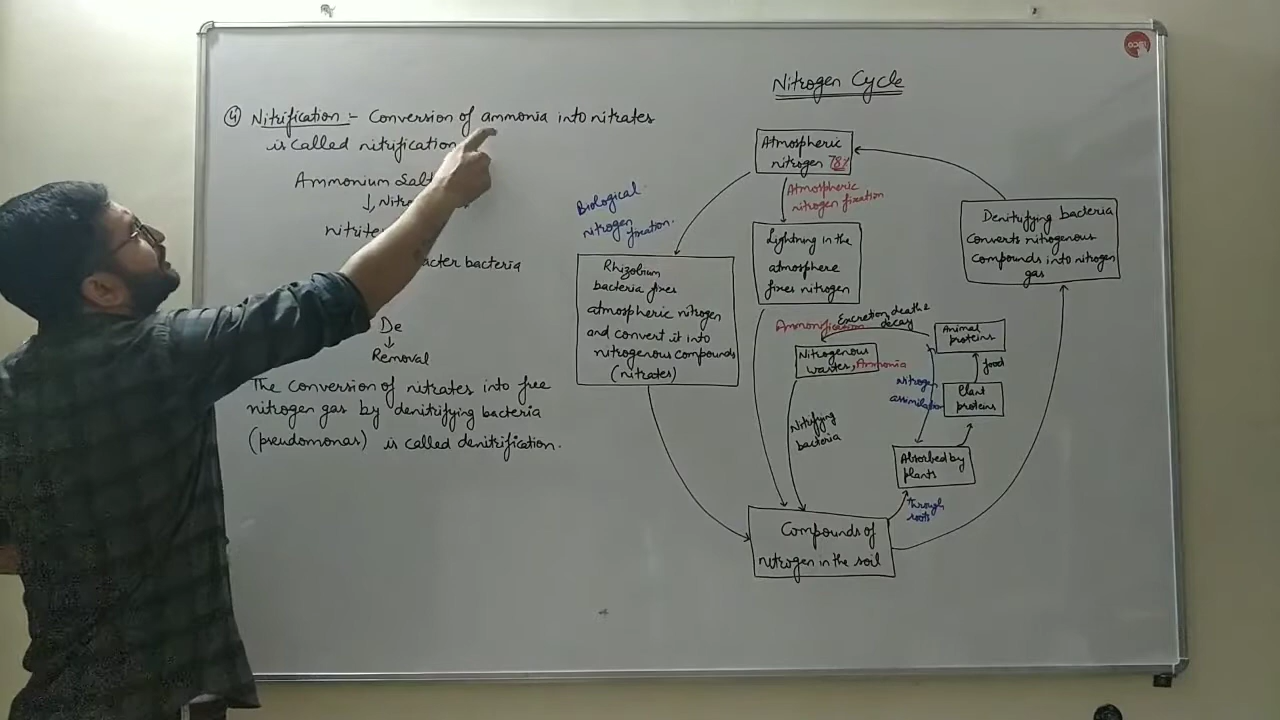 Nitrogen Cycle
④ Nitrification :- Conversion of ammonia into nitrates
is called nitrification
Ammonium Salt
↓, Nitro
nitrite
acter bacteria
De
↓
Removal
The conversion of nitrates into free
nitrogen gas by denitrifying bacteria
(pseudomonas) is called denitrification.
Atmospheric
nitrogen 78%
Atmospheric
nitrogen fixation
Biological
nitrogen fixation.
Lightning in the
atmosphere
fixes nitrogen
Rhizobium
bacteria fixes
atmospheric nitrogen
and convert it into
nitrogenous compounds
(nitrates)
Denitrifying bacteria
converts nitrogenous
compounds into nitrogen
gas
Ammonification
Excretion, death &
decay
Animal
proteins
Nitrogenous
wastes, Ammonia
food
nitrogen
assimilation
Plant
proteins
Nitrifying
bacteria
Absorbed by
plants
through
roots
Compounds of
nitrogen in the soil